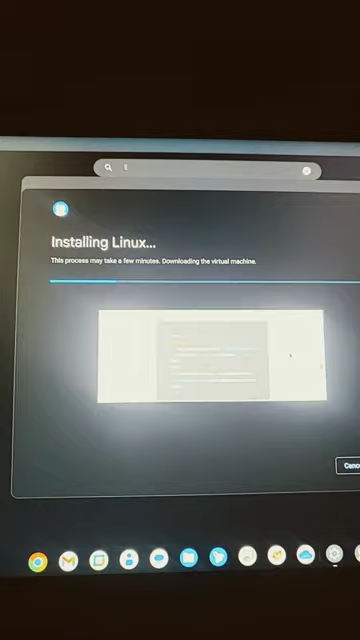 Installing Linux...
This process may take a few minutes. Downloading the virtual machine.